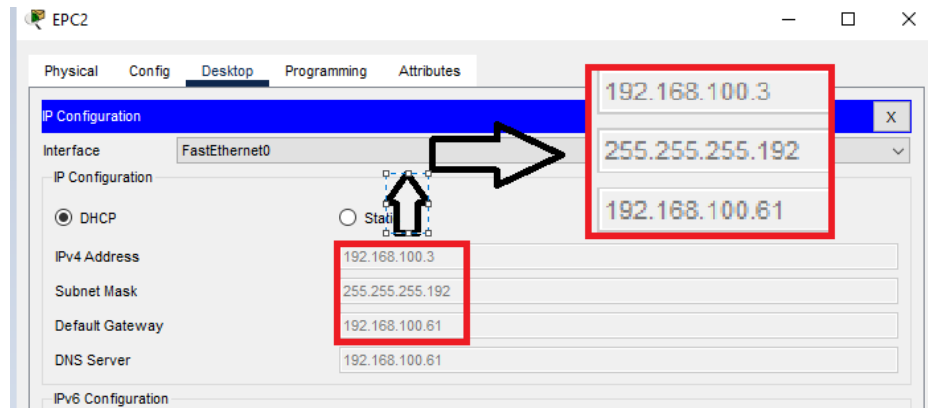 EPC2
Physical Config Desktop Programming Attributes
IP Configuration X
Interface FastEthernet0
IP Configuration
DHCP Stati
IPv4 Address 192.168.100.3
Subnet Mask 255.255.255.192
Default Gateway 192.168.100.61
DNS Server 192.168.100.61
IPv6 Configuration
192.168.100.3
255.255.255.192
192.168.100.61